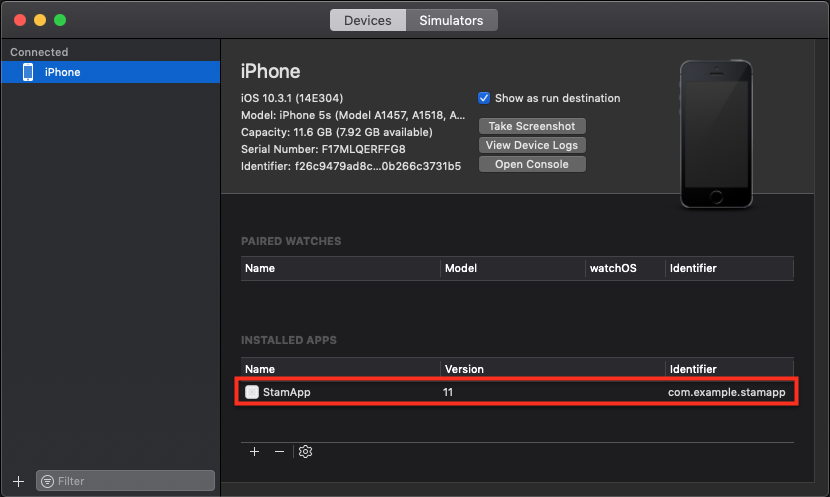 Devices Simulators
Connected
iPhone
iPhone
iOS 10.3.1 (14E304)
Model: iPhone 5s (Model A1457, A1518, A...
Capacity: 11.6 GB (7.92 GB available)
Serial Number: F17MLQERFFG8
Identifier: f26c9479ad8c...0b266c3731b5
Show as run destination
Take Screenshot
View Device Logs
Open Console
PAIRED WATCHES
Name Model watchOS Identifier
INSTALLED APPS
Name Version Identifier
StamApp 11 com.example.stamapp
Filter